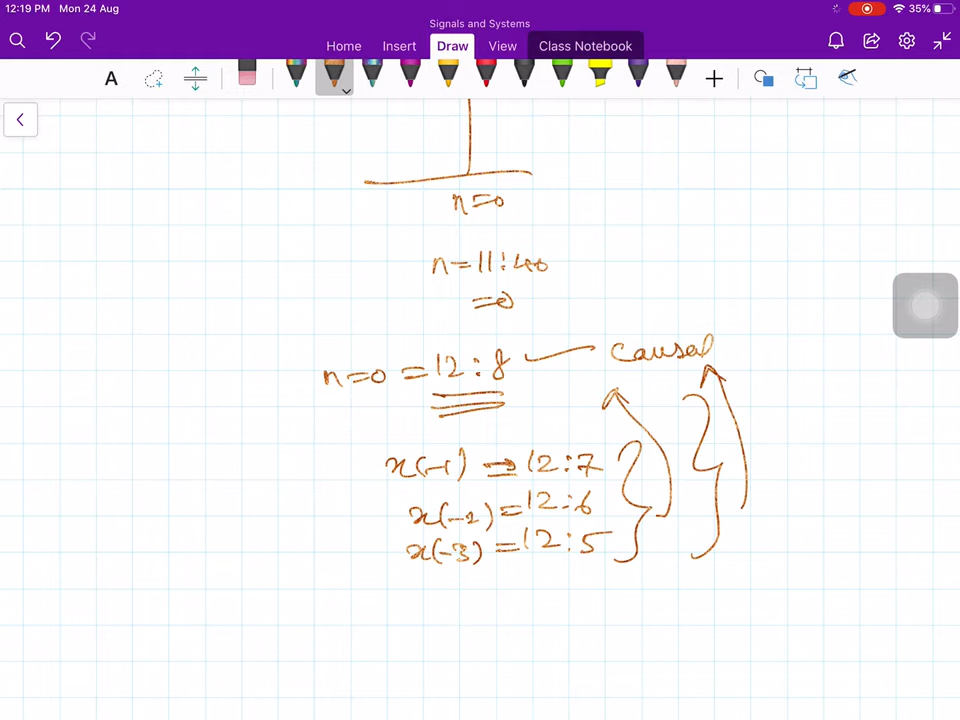 12:19 PM Mon 24 Aug
35%
Signals and Systems
Home Insert Draw View Class Notebook
A
n=0
n=11:40
=0
n=0 =12:8 causal
x(-1) =12:7
x(-2)=12:6
x(-3)=12:5